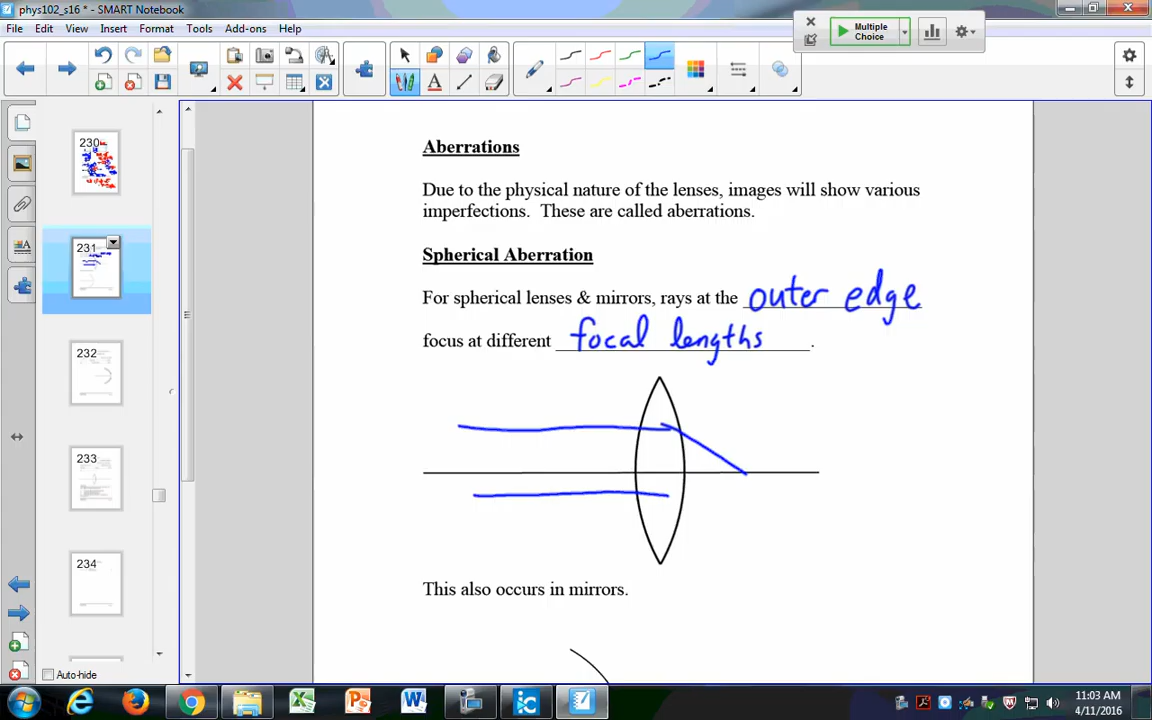 phys102_s16 * - SMART Notebook
File Edit View Insert Format Tools Add-ons Help
Multiple Choice
230
231
232
233
234
Auto-hide
Aberrations
Due to the physical nature of the lenses, images will show various
imperfections. These are called aberrations.
Spherical Aberration
For spherical lenses & mirrors, rays at the outer edge
focus at different focal lengths.
This also occurs in mirrors.
11:03 AM
4/11/2016